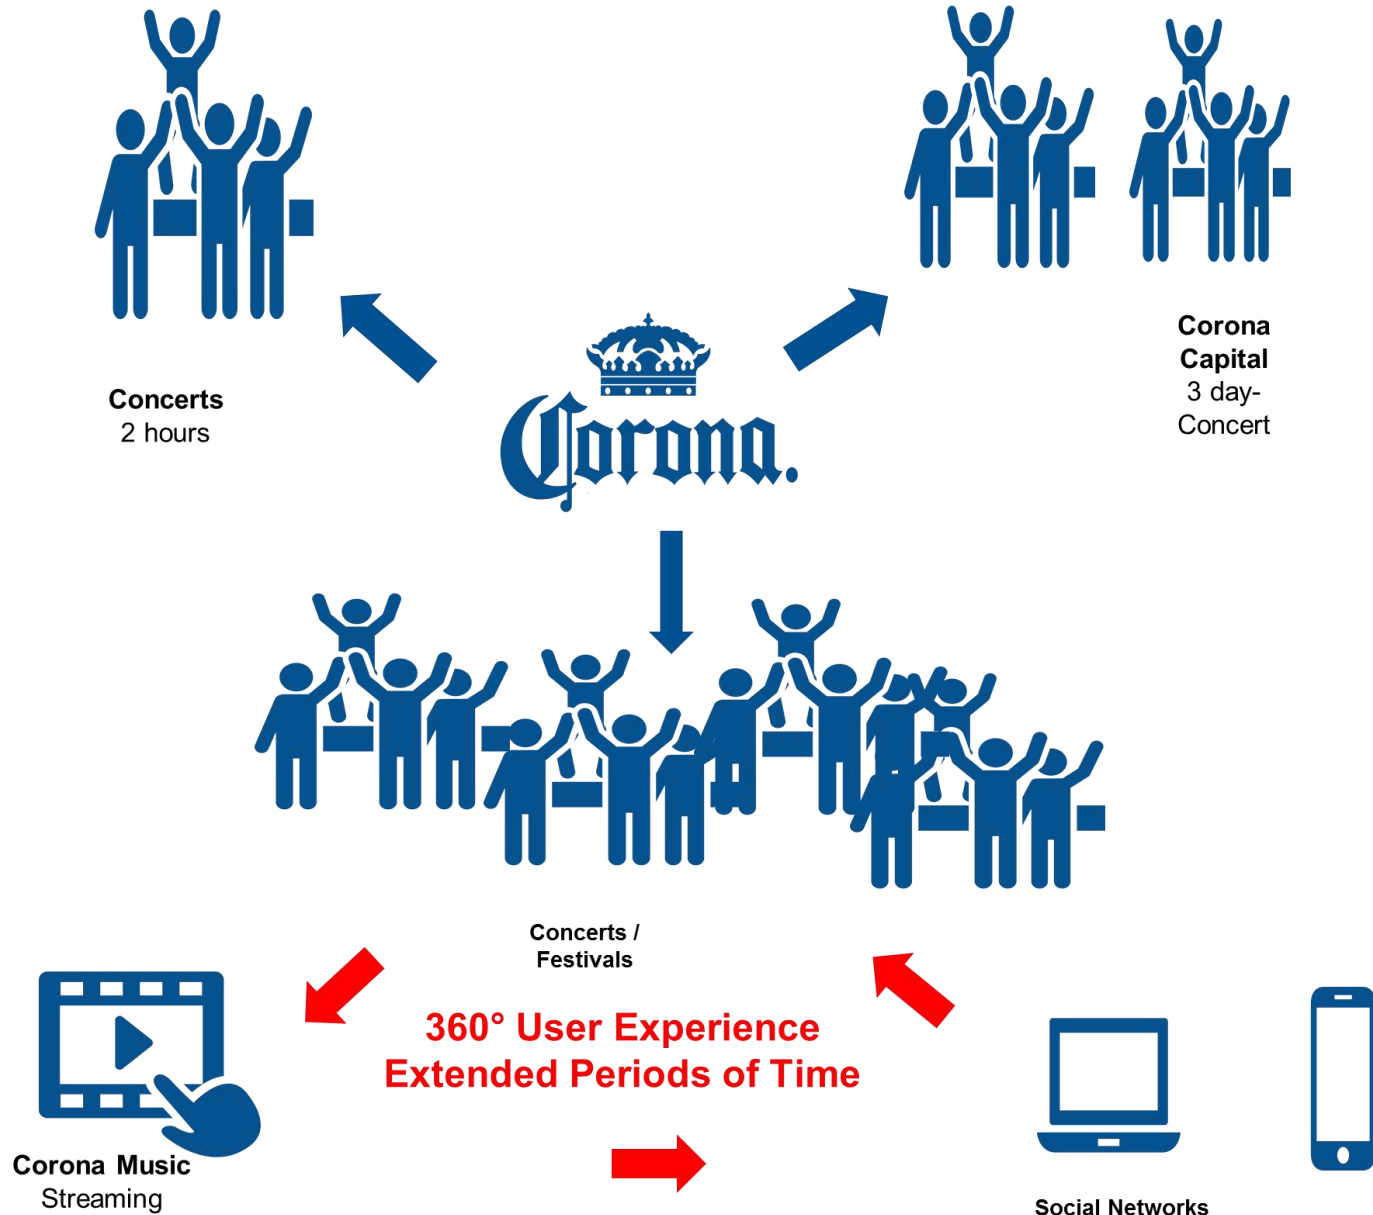 Corona
Capital
3 day-
Concert
Concerts
2 hours
Corona.
Concerts /
Festivals
360° User Experience
Extended Periods of Time
Corona Music
Streaming
Social Networks